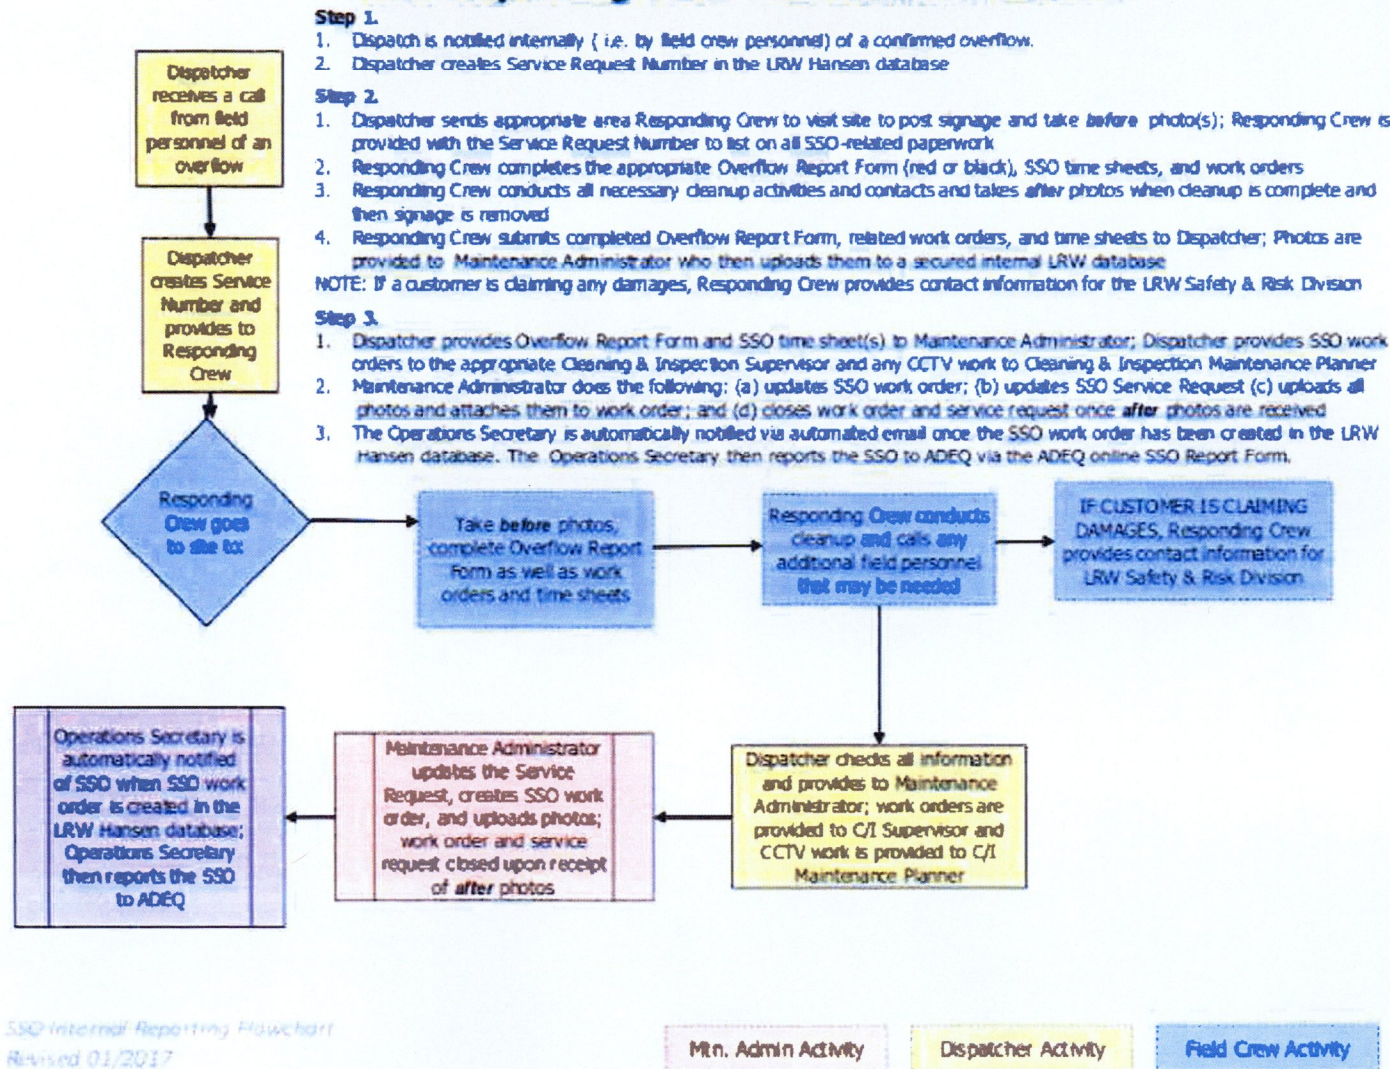 Step 1.
1. Dispatch is notified internally ( i.e. by field crew personnel) of a confirmed overflow.
2. Dispatcher creates Service Request Number in the LRW Hansen database
Step 2.
1. Dispatcher sends appropriate area Responding Crew to visit site to post signage and take before photo(s); Responding Crew is
provided with the Service Request Number to list on all SSO-related paperwork
2. Responding Crew completes the appropriate Overflow Report Form (red or black), SSO time sheets, and work orders
3. Responding Crew conducts all necessary cleanup activities and contacts and takes after photos when cleanup is complete and
then signage is removed
4. Responding Crew submits completed Overflow Report Form, related work orders, and time sheets to Dispatcher; Photos are
provided to Maintenance Administrator who then uploads them to a secured internal LRW database
NOTE: If a customer is claiming any damages, Responding Crew provides contact information for the LRW Safety & Risk Division
Step 3.
1. Dispatcher provides Overflow Report Form and SSO time sheet(s) to Maintenance Administrator; Dispatcher provides SSO work
orders to the appropriate Cleaning & Inspection Supervisor and any CCTV work to Cleaning & Inspection Maintenance Planner
2. Maintenance Administrator does the following: (a) updates SSO work order; (b) updates SSO Service Request (c) uploads all
photos and attaches them to work order; and (d) closes work order and service request once after photos are received
3. The Operations Secretary is automatically notified via automated email once the SSO work order has been created in the LRW
Hansen database. The Operations Secretary then reports the SSO to ADEQ via the ADEQ online SSO Report Form.
Dispatcher
receives a call
from field
personnel of an
overflow
Dispatcher
creates Service
Number and
provides to
Responding
Crew
Responding
Crew goes
to site to:
Take before photos,
complete Overflow Report
Form as well as work
orders and time sheets
Responding Crew conducts
cleanup and calls any
additional field personnel
that may be needed
IF CUSTOMER IS CLAIMING
DAMAGES, Responding Crew
provides contact information for
LRW Safety & Risk Division
Operations Secretary is
automatically notified
of SSO when SSO work
order is created in the
LRW Hansen database;
Operations Secretary
then reports the SSO
to ADEQ
Maintenance Administrator
updates the Service
Request, creates SSO work
order, and uploads photos;
work order and service
request closed upon receipt
of after photos
Dispatcher checks all information
and provides to Maintenance
Administrator; work orders are
provided to C/I Supervisor and
CCTV work is provided to C/I
Maintenance Planner
SSO Internal Reporting Flowchart
Revised 01/2017
Mtn. Admin Activity
Dispatcher Activity
Field Crew Activity